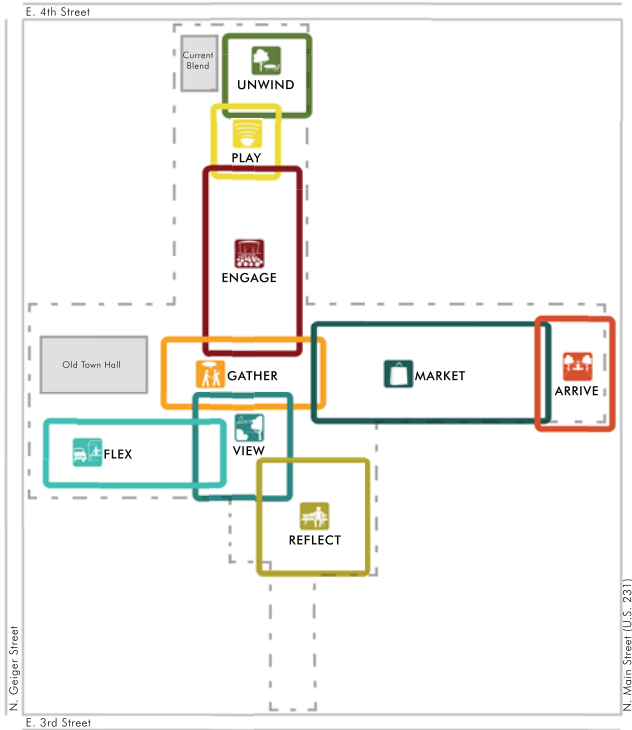 E. 4th Street
Current
Blend
UNWIND
PLAY
ENGAGE
Old Town Hall
GATHER
MARKET
ARRIVE
FLEX
VIEW
REFLECT
N. Geiger Street
N. Main Street (U.S. 231)
E. 3rd Street